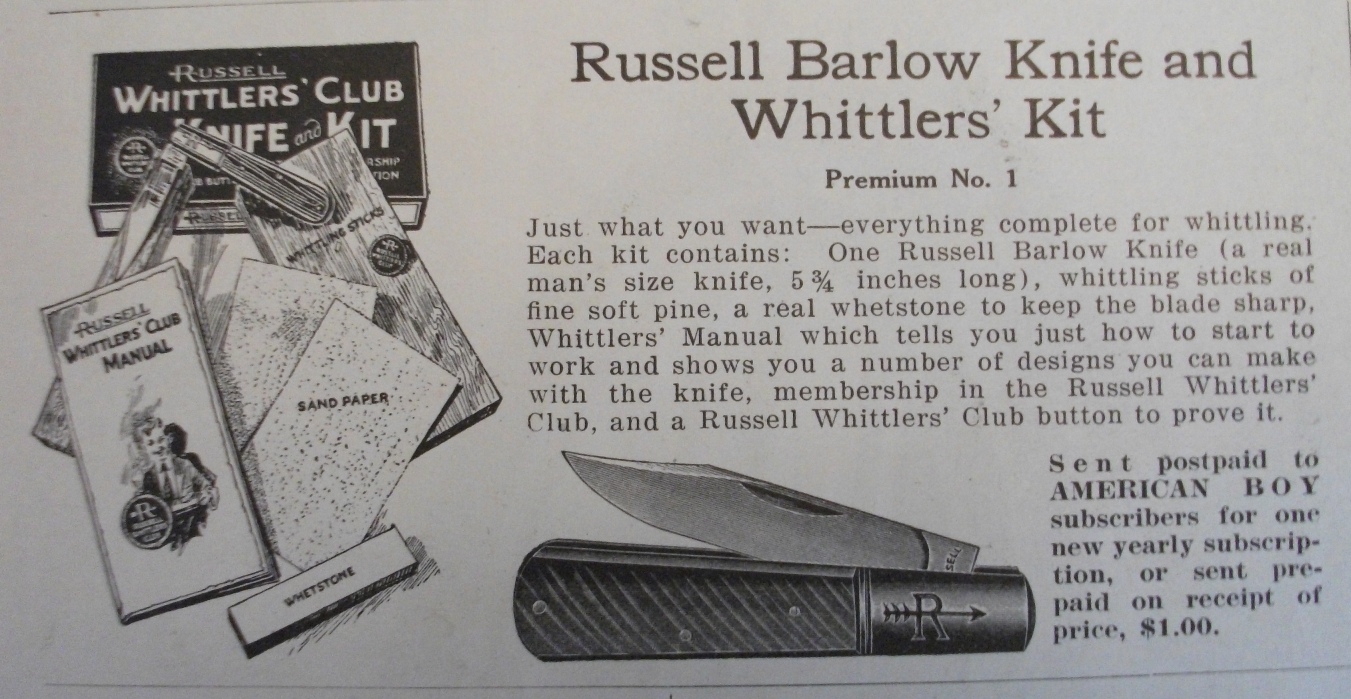 RUSSELL
WHITTLERS' CLUB
KNIFE and KIT
RUSSELL
WHITTLING STICKS
RUSSELL
WHITTLERS' CLUB
MANUAL
R
SAND PAPER
WHETSTONE
Russell Barlow Knife and
Whittlers' Kit
Premium No. 1
Just what you want—everything complete for whittling.
Each kit contains: One Russell Barlow Knife (a real
man's size knife, 5 ¾ inches long), whittling sticks of
fine soft pine, a real whetstone to keep the blade sharp,
Whittlers' Manual which tells you just how to start to
work and shows you a number of designs you can make
with the knife, membership in the Russell Whittlers'
Club, and a Russell Whittlers' Club button to prove it.
R
Sent postpaid to
AMERICAN BOY
subscribers for one
new yearly subscrip-
tion, or sent pre-
paid on receipt of
price, $1.00.